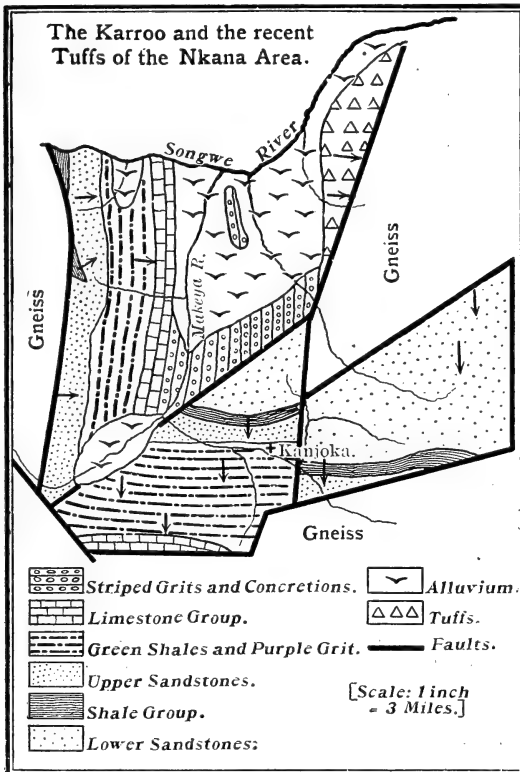 The Karroo and the recent
Tuffs of the Nkana Area.
Songwe River
Makeya R.
Gneiss
Gneiss
Kanjoka.
Gneiss
Striped Grits and Concretions.
Limestone Group.
Green Shales and Purple Grit.
Upper Sandstones.
Shale Group.
Lower Sandstones:
Alluvium.
Tuffs.
Faults.
[Scale: 1 inch
= 3 Miles.]